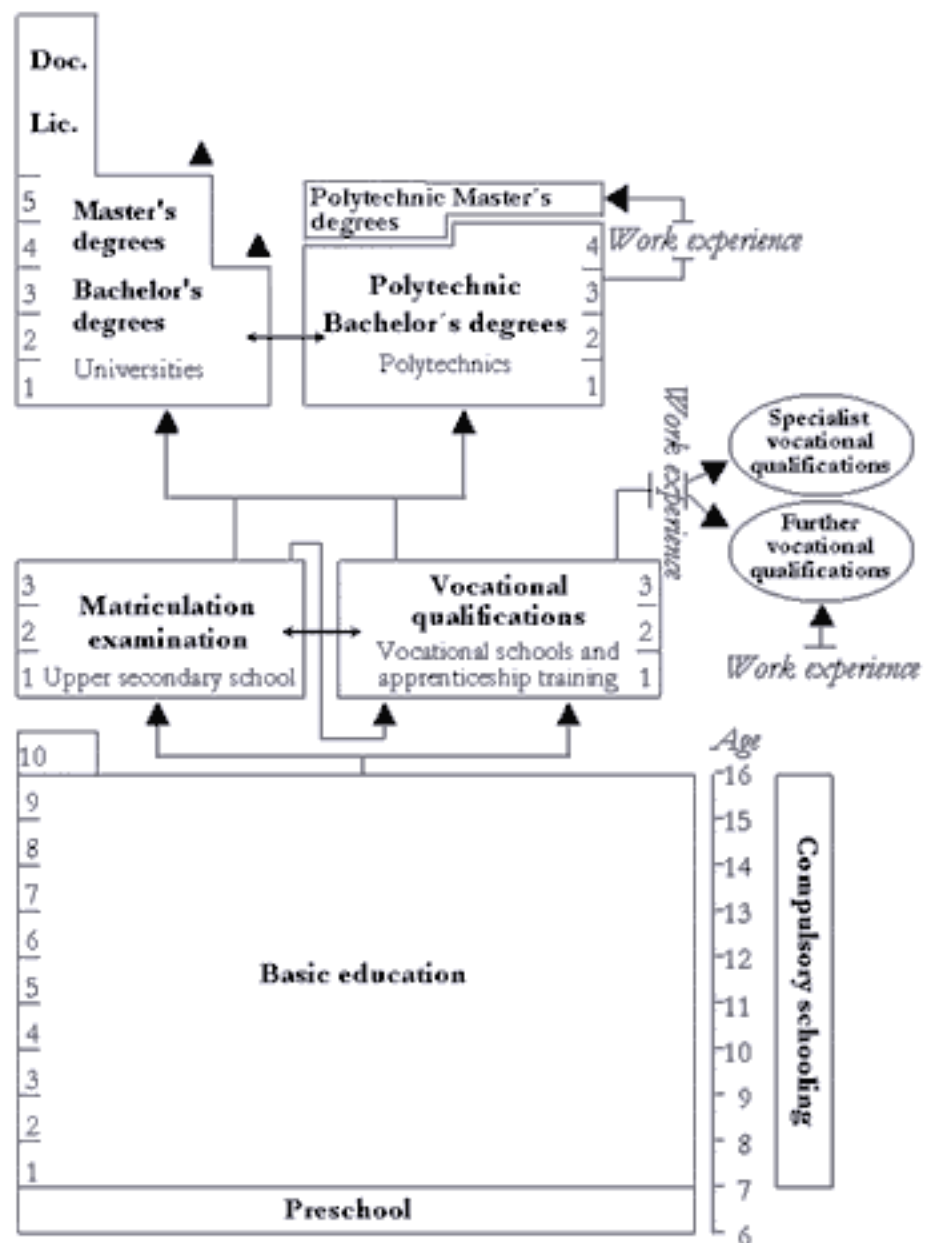 Doc.
Lic.
5
4
3
2
1
Master's
degrees
Bachelor's
degrees
Universities
Polytechnic Master´s
degrees
Polytechnic
Bachelor´s degrees
Polytechnics
4
3
2
1
Work experience
Work experience
Specialist
vocational
qualifications
Further
vocational
qualifications
Work experience
3
2
1
Matriculation
examination
Upper secondary school
Vocational
qualifications
Vocational schools and
apprenticeship training
3
2
1
10
9
8
7
6
5
4
3
2
1
Basic education
Preschool
Age
16
15
14
13
12
11
10
9
8
7
6
Compulsory schooling